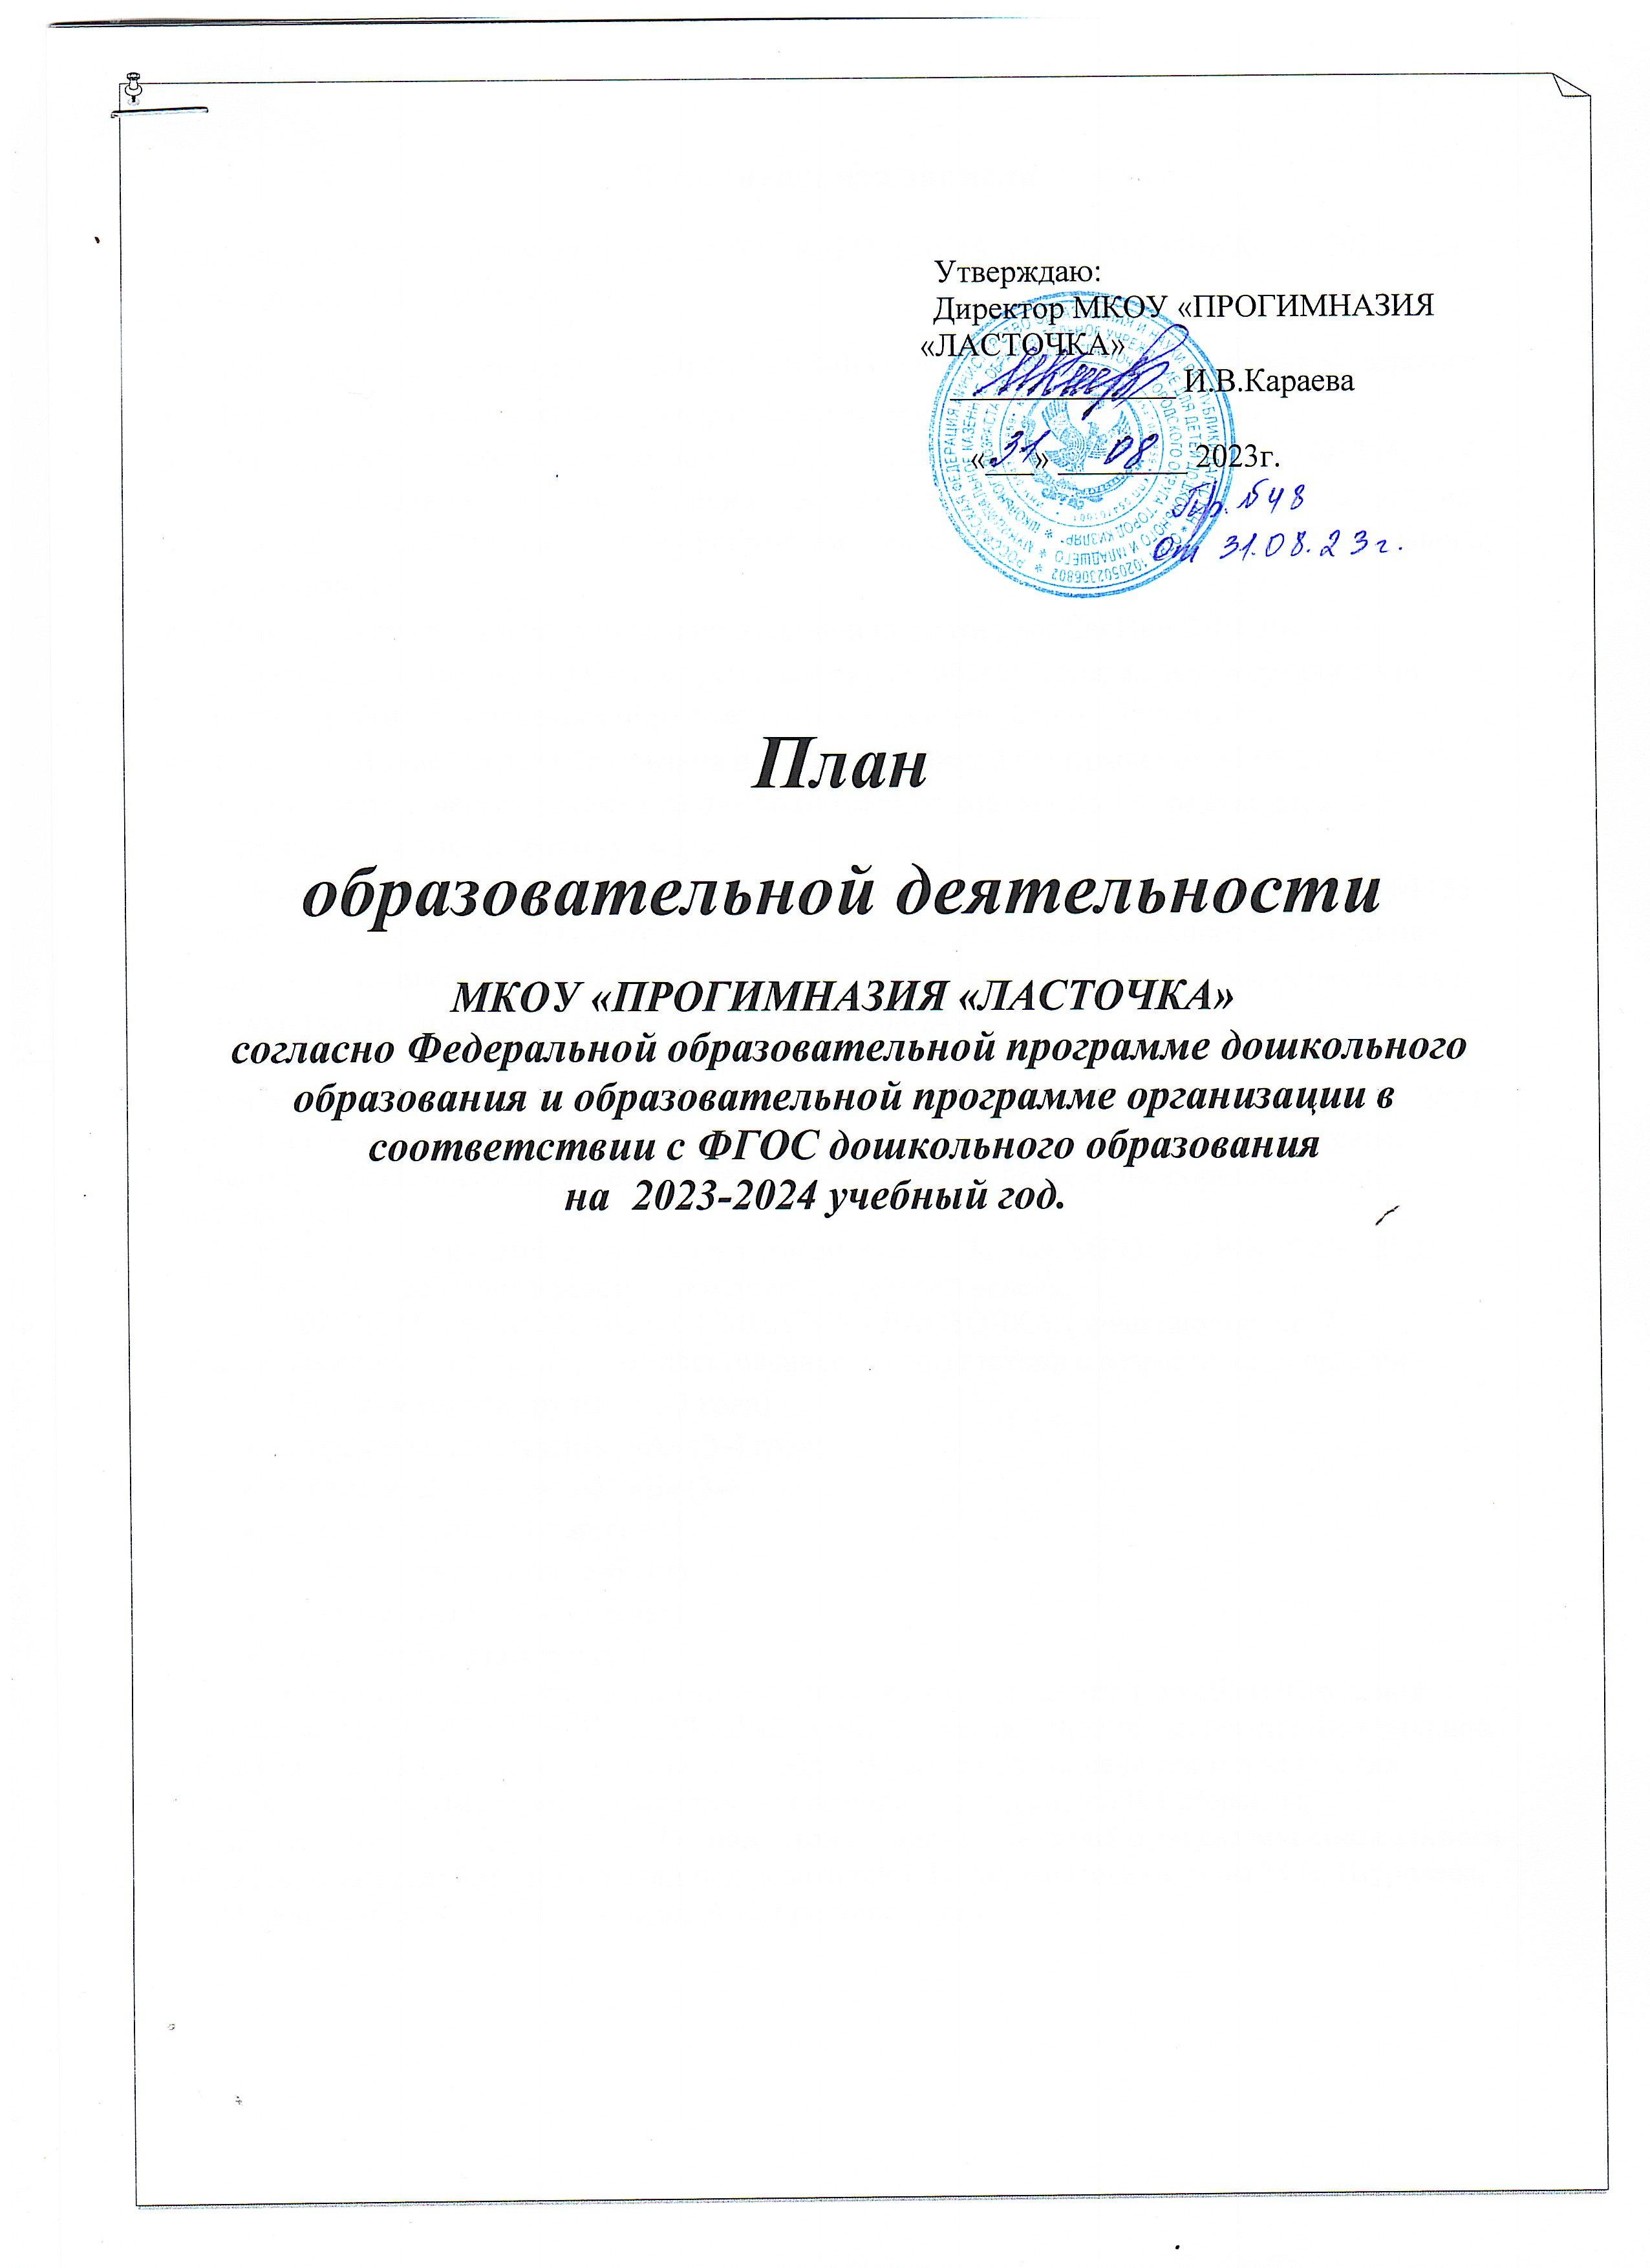 Утверждаю:
Директор МКОУ «ПРОГИМНАЗИЯ
«ЛАСТОЧКА»
И.В.Караева
«31» 08 2023г.
Пр. №48
от 31.08.23г.
План
образовательной деятельности
МКОУ «ПРОГИМНАЗИЯ «ЛАСТОЧКА»
согласно Федеральной образовательной программе дошкольного
образования и образовательной программе организации в
соответствии с ФГОС дошкольного образования
на 2023-2024 учебный год.